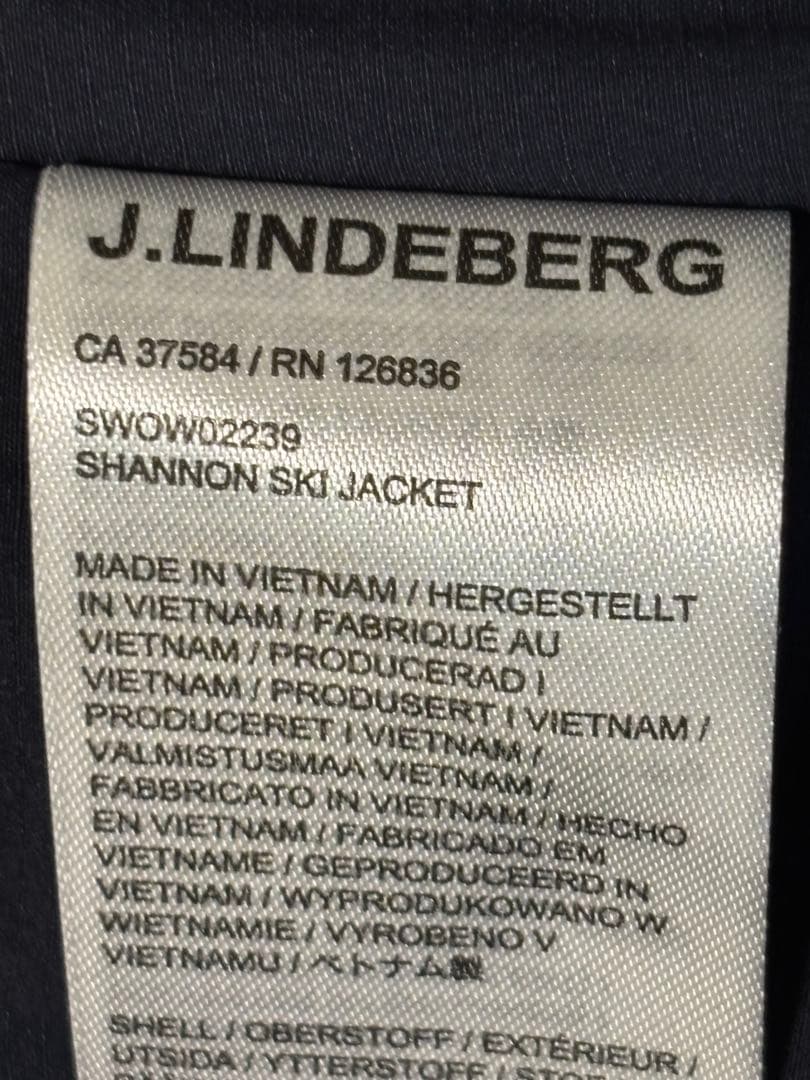 J.LINDEBERG
CA 37584 / RN 126836
SWOW02239
SHANNON SKI JACKET
MADE IN VIETNAM / HERGESTELLT
IN VIETNAM / FABRIQUÉ AU
VIETNAM / PRODUCERAD I
VIETNAM / PRODUSERT I VIETNAM /
PRODUCERET I VIETNAM /
VALMISTUSMAA VIETNAM /
FABBRICATO IN VIETNAM / HECHO
EN VIETNAM / FABRICADO EM
VIETNAME / GEPRODUCEERD IN
VIETNAM / WYPRODUKOWANO W
WIETNAMIE / VYROBENO V
VIETNAMU / ベトナム製
SHELL / OBERSTOFF / EXTÉRIEUR /
UTSIDA / YTTERSTOFF /